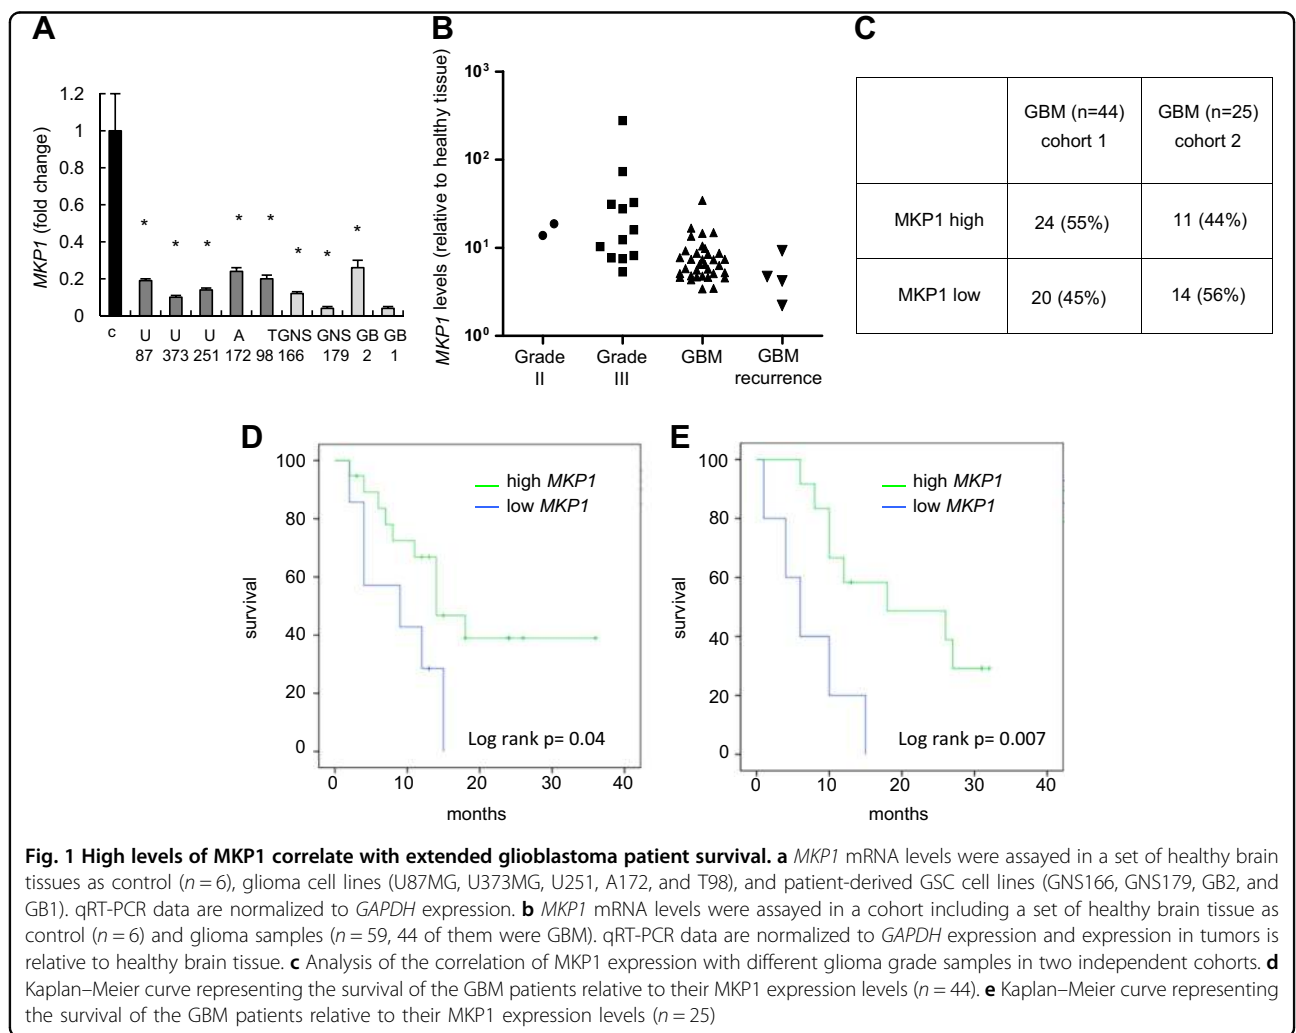 A
MKP1 (fold change)
1.2
1
0.8
0.6
0.4
0.2
0
* * * * * * * *
c U U U A TGNS GNS GB GB
87 373 251 172 98 166 179 2 1
B
MKP1 levels (relative to healthy tissue)
10³
10²
10¹
10⁰
Grade Grade GBM GBM
II III recurrence
C
GBM (n=44) GBM (n=25)
cohort 1 cohort 2
MKP1 high 24 (55%) 11 (44%)
MKP1 low 20 (45%) 14 (56%)
D
survival
100
80
60
40
20
0
high MKP1
low MKP1
Log rank p= 0.04
0 10 20 30 40
months
E
survival
100
80
60
40
20
0
high MKP1
low MKP1
Log rank p= 0.007
0 10 20 30 40
months
Fig. 1 High levels of MKP1 correlate with extended glioblastoma patient survival. a MKP1 mRNA levels were assayed in a set of healthy brain
tissues as control (n = 6), glioma cell lines (U87MG, U373MG, U251, A172, and T98), and patient-derived GSC cell lines (GNS166, GNS179, GB2, and
GB1). qRT-PCR data are normalized to GAPDH expression. b MKP1 mRNA levels were assayed in a cohort including a set of healthy brain tissue as
control (n = 6) and glioma samples (n = 59, 44 of them were GBM). qRT-PCR data are normalized to GAPDH expression and expression in tumors is
relative to healthy brain tissue. c Analysis of the correlation of MKP1 expression with different glioma grade samples in two independent cohorts. d
Kaplan–Meier curve representing the survival of the GBM patients relative to their MKP1 expression levels (n = 44). e Kaplan–Meier curve representing
the survival of the GBM patients relative to their MKP1 expression levels (n = 25)